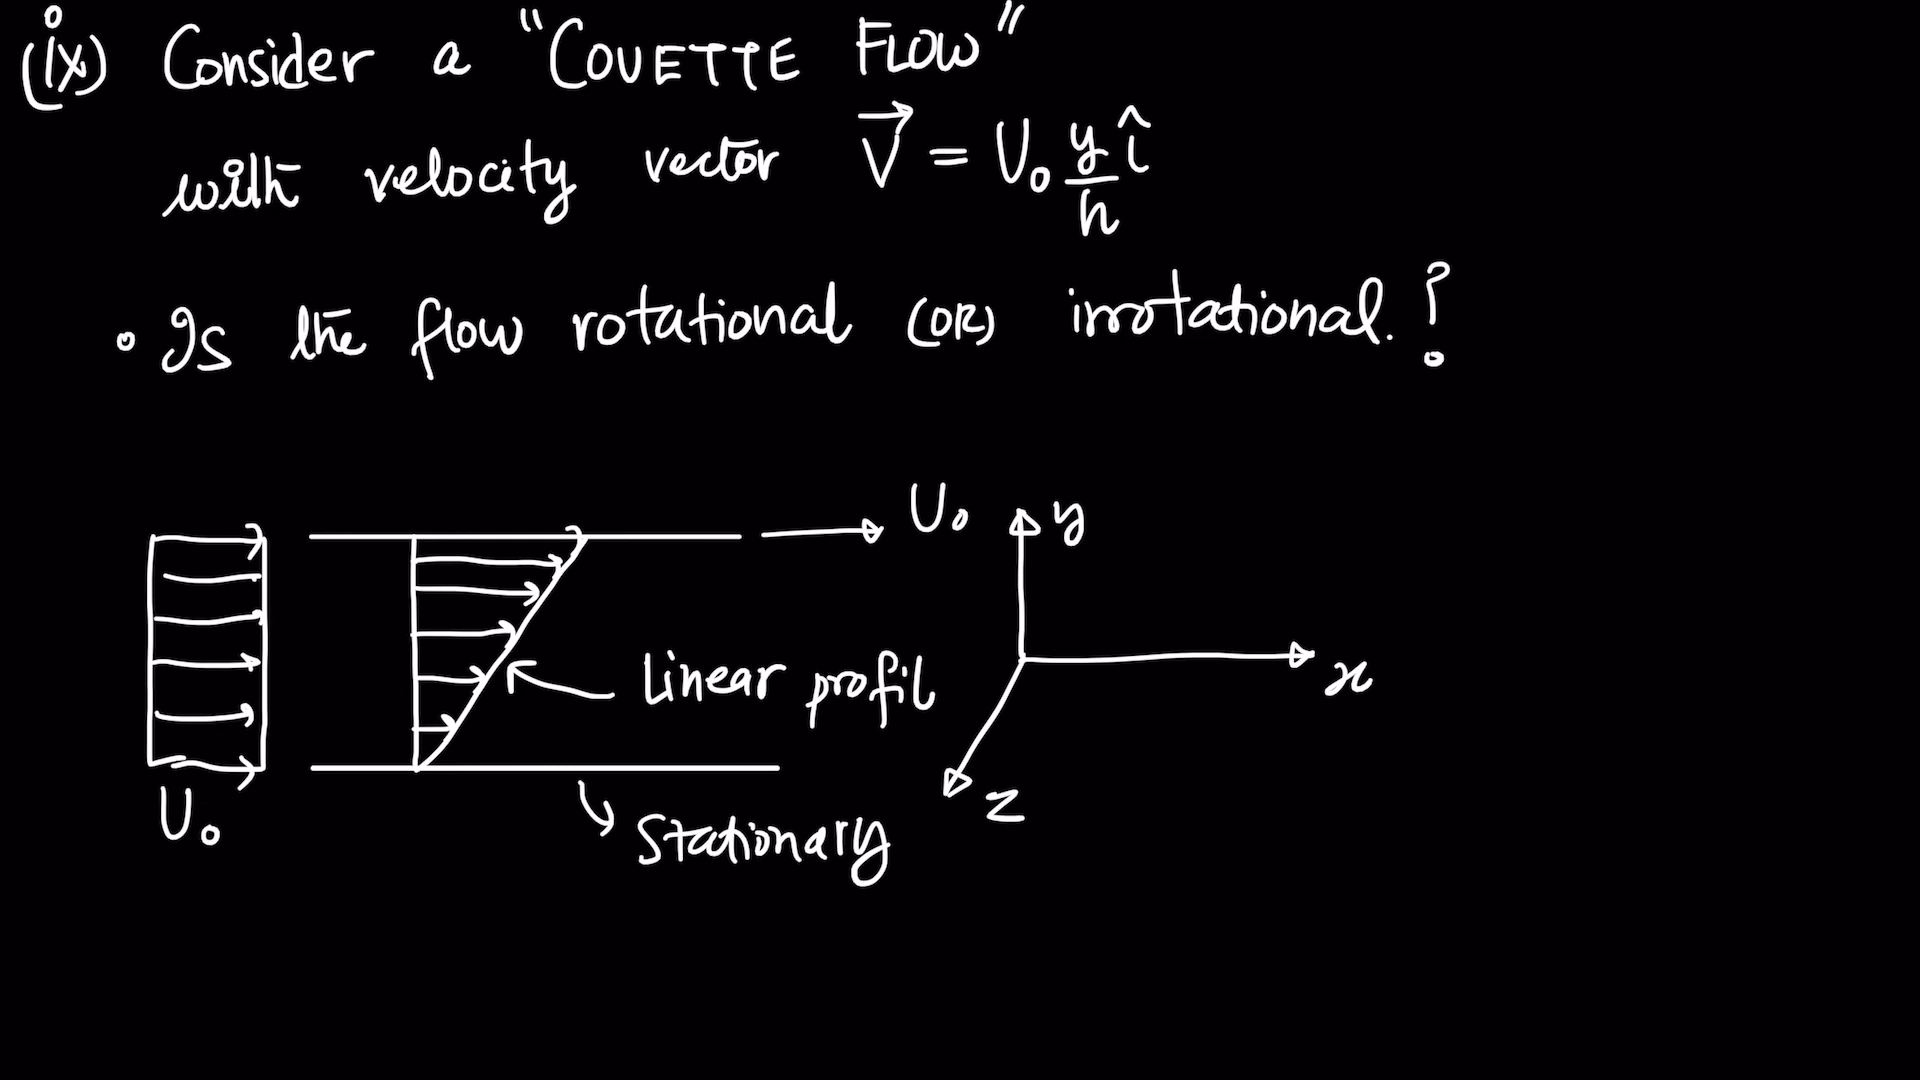 (ix) Consider a "COUETTE FLOW"
with velocity vector V⃗ = U₀ y/h î
• Is the flow rotational (OR) irrotational.?
U₀ y
Linear profil x
U₀ z
Stationary